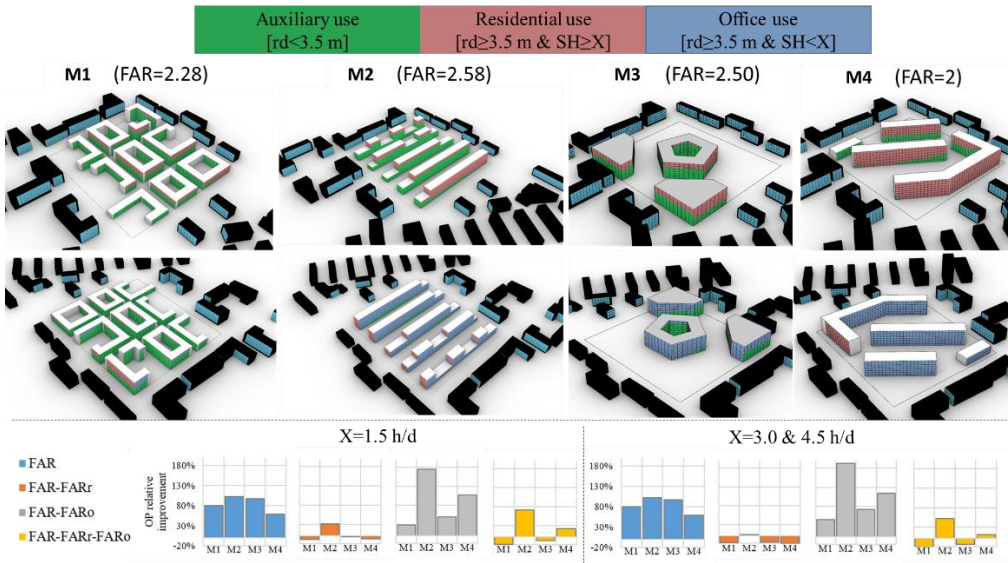 Auxiliary use
[rd<3.5 m]
Residential use
[rd≥3.5 m & SH≥X]
Office use
[rd≥3.5 m & SH<X]
M1 (FAR=2.28)
M2 (FAR=2.58)
M3 (FAR=2.50)
M4 (FAR=2)
X=1.5 h/d
X=3.0 & 4.5 h/d
FAR
FAR-FARr
FAR-FARo
FAR-FARr-FARo
OP relative
improvement
180%
130%
80%
30%
-20%
M1 M2 M3 M4
M1 M2 M3 M4
M1 M2 M3 M4
M1 M2 M3 M4
180%
130%
80%
30%
-20%
M1 M2 M3 M4
M1 M2 M3 M4
M1 M2 M3 M4
M1 M2 M3 M4